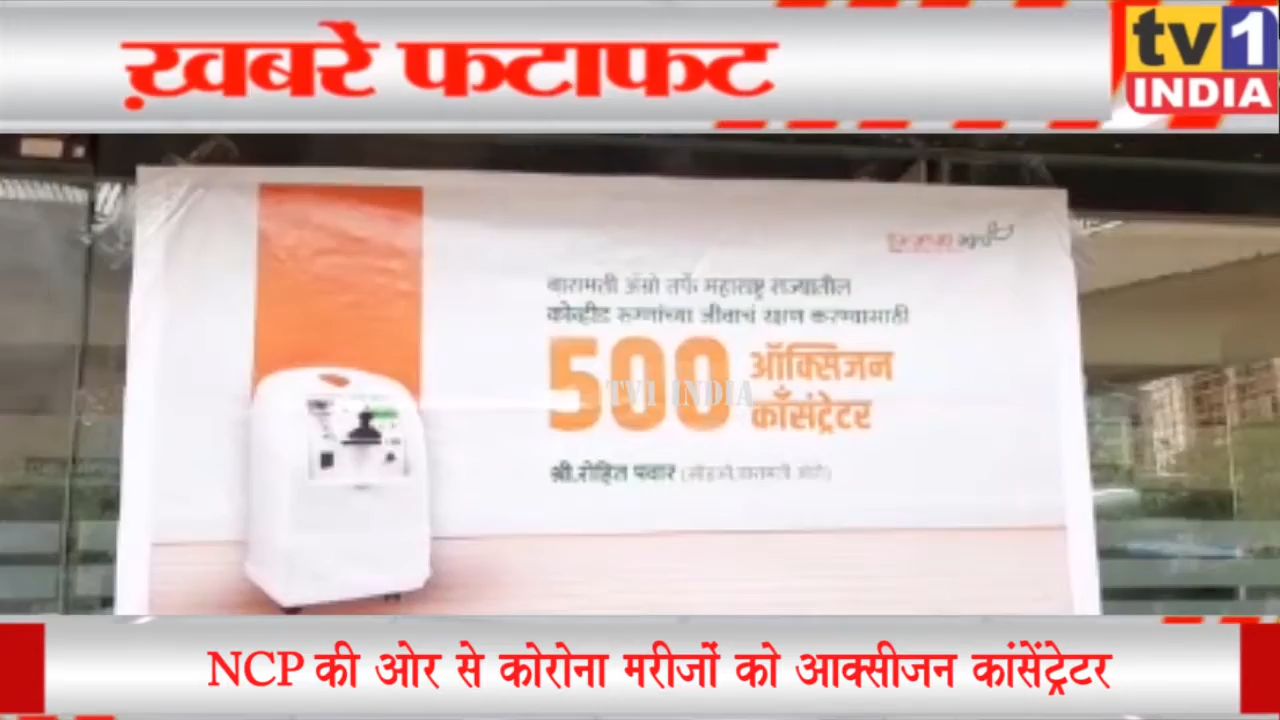 ख़बरें फटाफट
tv1
INDIA
बारामती ॲग्रो तर्फे महाराष्ट्र राज्यातील
कोव्हीड रुग्णांच्या जीवाचं रक्षण करण्यासाठी
500 ऑक्सिजन
काँसंट्रेटर
TV1 INDIA
श्री.रोहित पवार
NCP की ओर से कोरोना मरीजों को आक्सीजन कांसेंट्रेटर